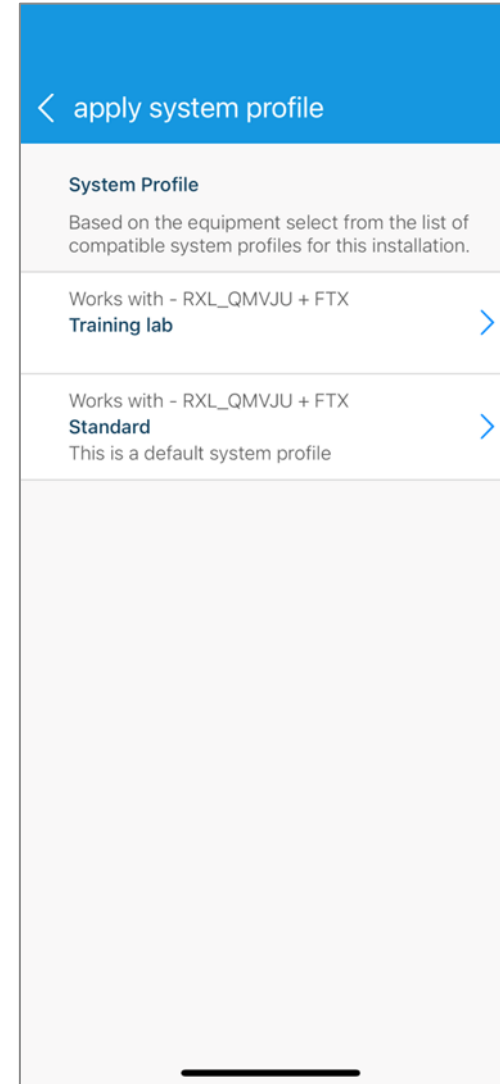 apply system profile
System Profile
Based on the equipment select from the list of
compatible system profiles for this installation.
Works with - RXL_QMVJU + FTX
Training lab
Works with - RXL_QMVJU + FTX
Standard
This is a default system profile